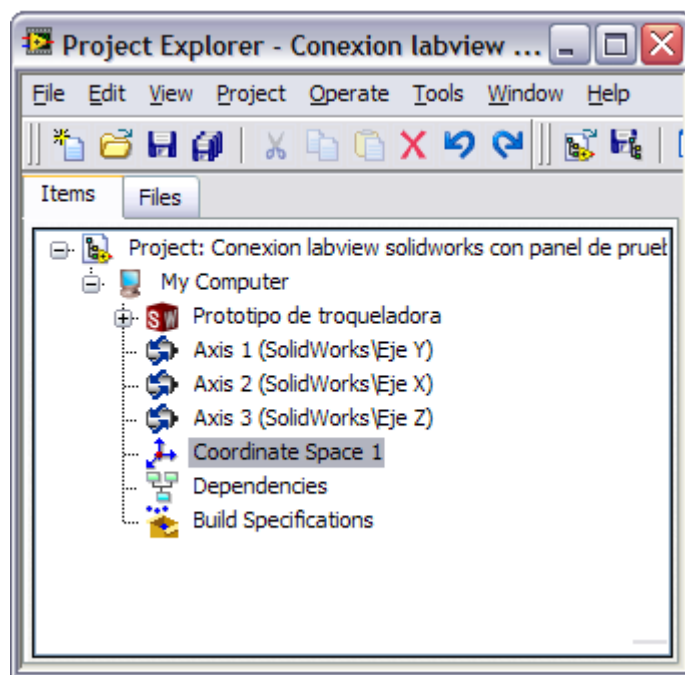 Project Explorer - Conexion labview ...
File Edit View Project Operate Tools Window Help
Items Files
Project: Conexion labview solidworks con panel de prueb
My Computer
SW Prototipo de troqueladora
Axis 1 (SolidWorks\Eje Y)
Axis 2 (SolidWorks\Eje X)
Axis 3 (SolidWorks\Eje Z)
Coordinate Space 1
Dependencies
Build Specifications